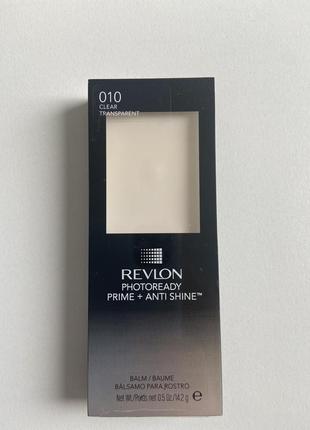 010
CLEAR
TRANSPARENT
REVLON
PHOTOREADY
PRIME + ANTI SHINE™
BALM / BAUME
BÁLSAMO PARA ROSTRO
Net Wt./Poids net 0.5 Oz./14.2 g ℮